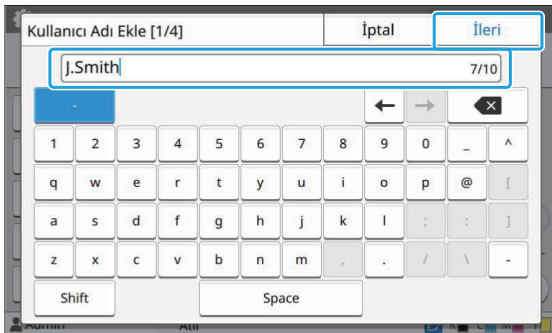 Kullanıcı Adı Ekle [1/4] İptal İleri
J.Smith 7/10
-
1 2 3 4 5 6 7 8 9 0 _ ^
q w e r t y u i o p @ [
a s d f g h j k l ; : ]
z x c v b n m , . / \ -
Shift Space
Admin